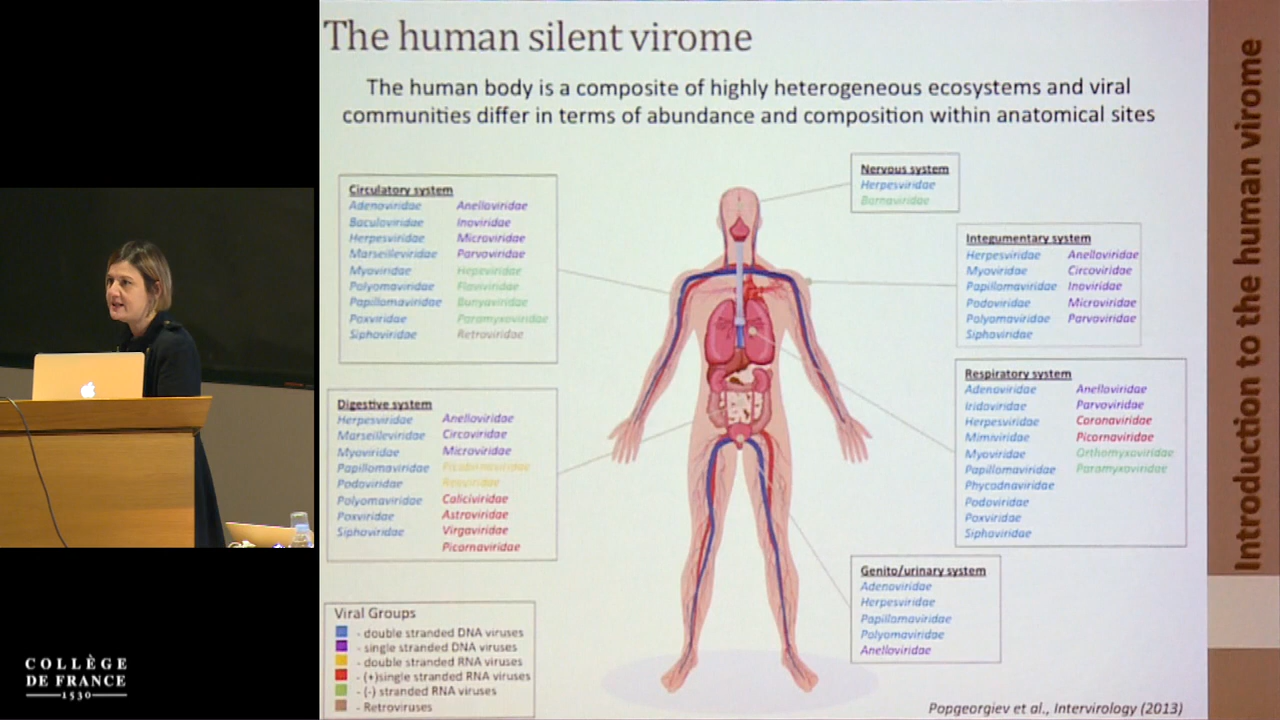 The human silent virome
The human body is a composite of highly heterogeneous ecosystems and viral
communities differ in terms of abundance and composition within anatomical sites
Circulatory system
Adenoviridae
Baculoviridae
Herpesviridae
Marseilleviridae
Myoviridae
Polyomaviridae
Papillomaviridae
Poxviridae
Siphoviridae
Anelloviridae
Inoviridae
Microviridae
Parvoviridae
Hepeviridae
Flaviviridae
Bunyaviridae
Paramyxoviridae
Retroviridae
Nervous system
Herpesviridae
Bornaviridae
Integumentary system
Herpesviridae
Myoviridae
Papillomaviridae
Podoviridae
Polyomaviridae
Siphoviridae
Anelloviridae
Circoviridae
Inoviridae
Microviridae
Parvoviridae
Digestive system
Herpesviridae
Marseilleviridae
Myoviridae
Papillomaviridae
Podoviridae
Polyomaviridae
Poxviridae
Siphoviridae
Anelloviridae
Circoviridae
Microviridae
Picobirnaviridae
Reoviridae
Caliciviridae
Astroviridae
Virgaviridae
Picornaviridae
Respiratory system
Adenoviridae
Iridoviridae
Herpesviridae
Mimiviridae
Myoviridae
Papillomaviridae
Phycodnaviridae
Podoviridae
Poxviridae
Siphoviridae
Anelloviridae
Parvoviridae
Coronaviridae
Picornaviridae
Orthomyxoviridae
Paramyxoviridae
Genito/urinary system
Adenoviridae
Herpesviridae
Papillomaviridae
Polyomaviridae
Anelloviridae
Viral Groups
- double stranded DNA viruses
- single stranded DNA viruses
- double stranded RNA viruses
- (+)single stranded RNA viruses
- (-) stranded RNA viruses
- Retroviruses
Popgeorgiev et al., Intervirology (2013)
Introduction to the human virome
COLLÈGE
DE FRANCE
1530